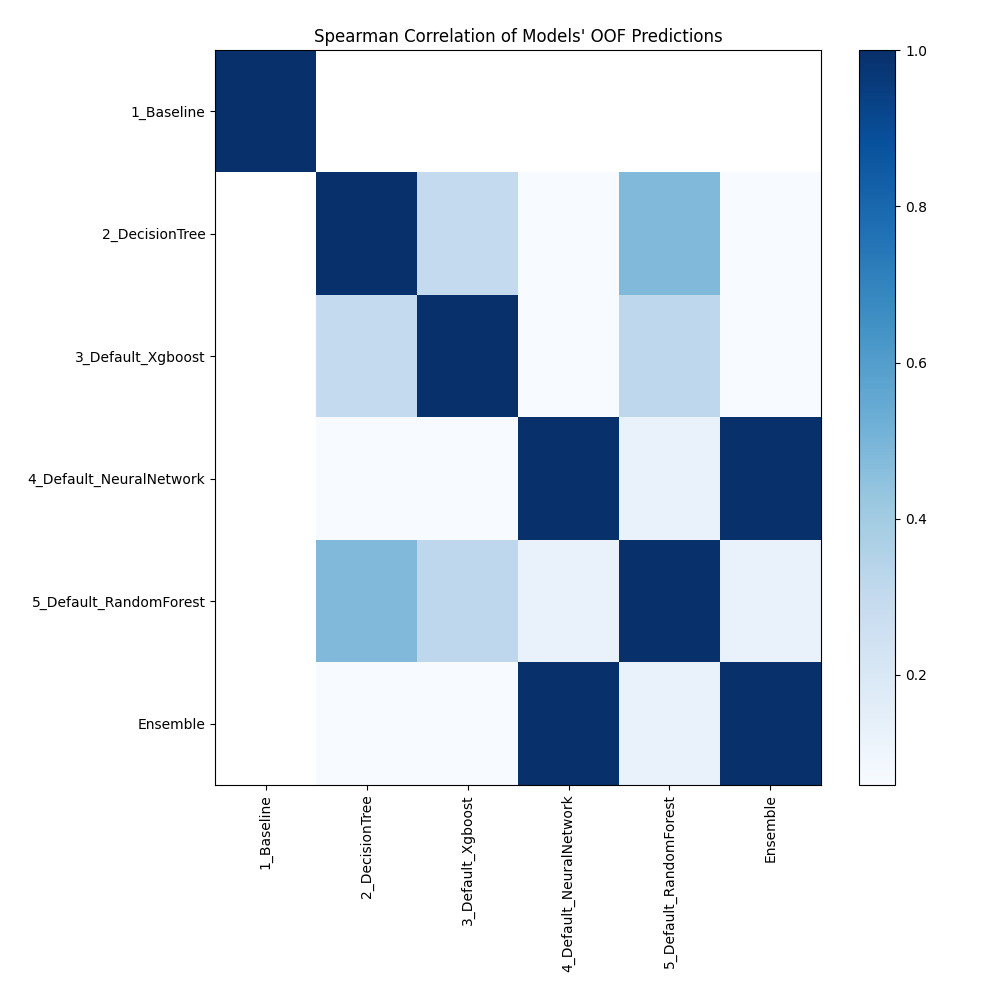 Spearman Correlation of Models' OOF Predictions
1_Baseline
2_DecisionTree
3_Default_Xgboost
4_Default_NeuralNetwork
5_Default_RandomForest
Ensemble
1_Baseline
2_DecisionTree
3_Default_Xgboost
4_Default_NeuralNetwork
5_Default_RandomForest
Ensemble
1.0
0.8
0.6
0.4
0.2